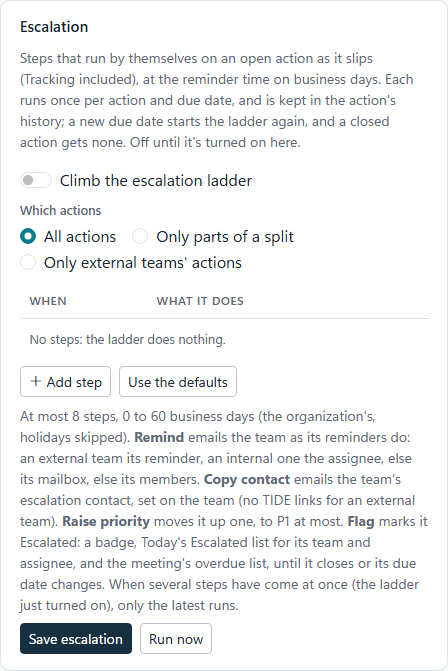 Escalation
Steps that run by themselves on an open action as it slips
(Tracking included), at the reminder time on business days. Each
runs once per action and due date, and is kept in the action's
history; a new due date starts the ladder again, and a closed
action gets none. Off until it's turned on here.
Climb the escalation ladder
Which actions
All actions Only parts of a split
Only external teams' actions
WHEN WHAT IT DOES
No steps: the ladder does nothing.
+ Add step Use the defaults
At most 8 steps, 0 to 60 business days (the organization's,
holidays skipped). Remind emails the team as its reminders do:
an external team its reminder, an internal one the assignee, else
its mailbox, else its members. Copy contact emails the team's
escalation contact, set on the team (no TIDE links for an external
team). Raise priority moves it up one, to P1 at most. Flag marks it
Escalated: a badge, Today's Escalated list for its team and
assignee, and the meeting's overdue list, until it closes or its due
date changes. When several steps have come at once (the ladder
just turned on), only the latest runs.
Save escalation Run now